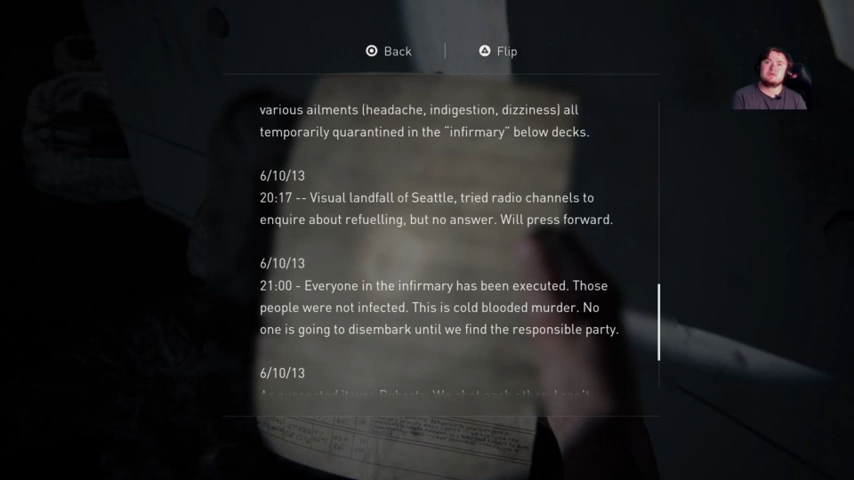 Back
Flip
various ailments (headache, indigestion, dizziness) all
temporarily quarantined in the "infirmary" below decks.
6/10/13
20:17 -- Visual landfall of Seattle, tried radio channels to
enquire about refuelling, but no answer. Will press forward.
6/10/13
21:00 - Everyone in the infirmary has been executed. Those
people were not infected. This is cold blooded murder. No
one is going to disembark until we find the responsible party.
6/10/13